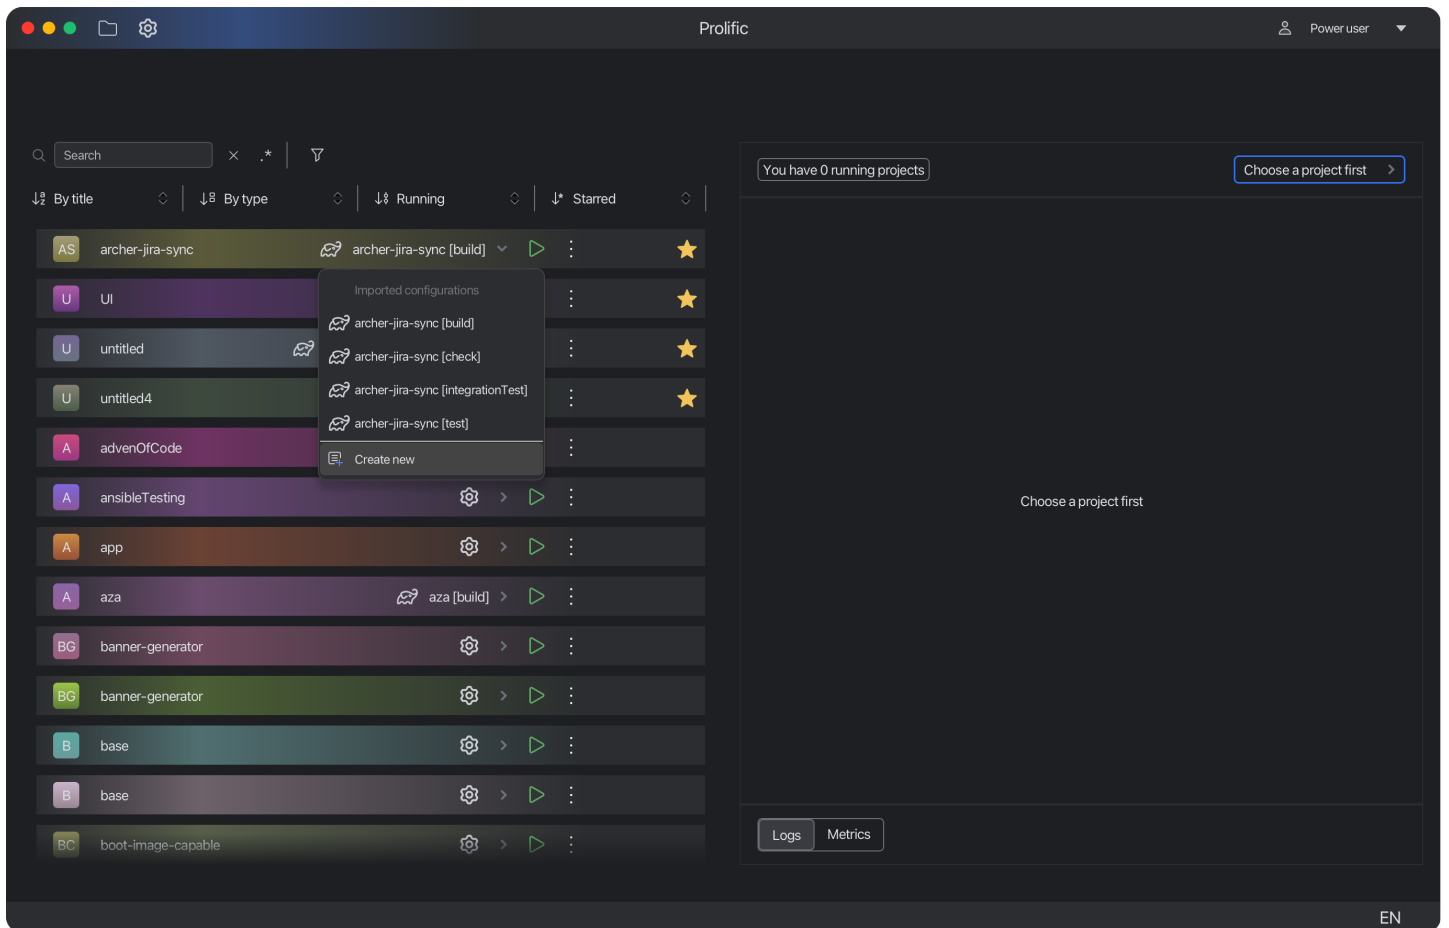 Prolific
Power user
Search
.*
You have 0 running projects
Choose a project first
By title
By type
Running
Starred
AS archer-jira-sync archer-jira-sync [build]
Imported configurations
U UI
archer-jira-sync [build]
U untitled
archer-jira-sync [check]
archer-jira-sync [integrationTest]
U untitled4
archer-jira-sync [test]
A advenOfCode
Create new
A ansibleTesting
Choose a project first
A app
A aza aza [build]
BG banner-generator
BG banner-generator
B base
B base
BC boot-image-capable
Logs Metrics
EN